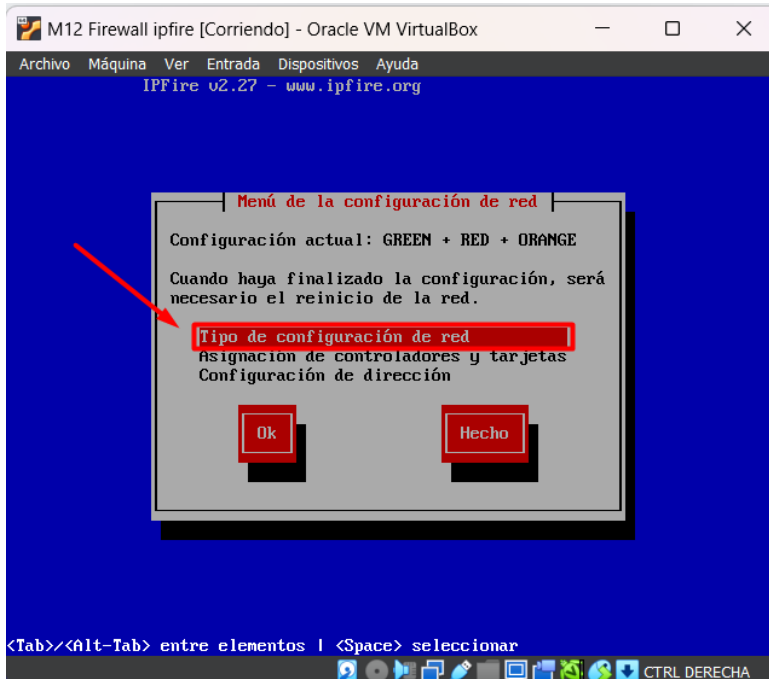 M12 Firewall ipfire [Corriendo] - Oracle VM VirtualBox
Archivo Máquina Ver Entrada Dispositivos Ayuda
IPFire v2.27 - www.ipfire.org
Menú de la configuración de red
Configuración actual: GREEN + RED + ORANGE
Cuando haya finalizado la configuración, será
necesario el reinicio de la red.
Tipo de configuración de red
Asignación de controladores y tarjetas
Configuración de dirección
Ok Hecho
<Tab>/<Alt-Tab> entre elementos | <Space> seleccionar
CTRL DERECHA